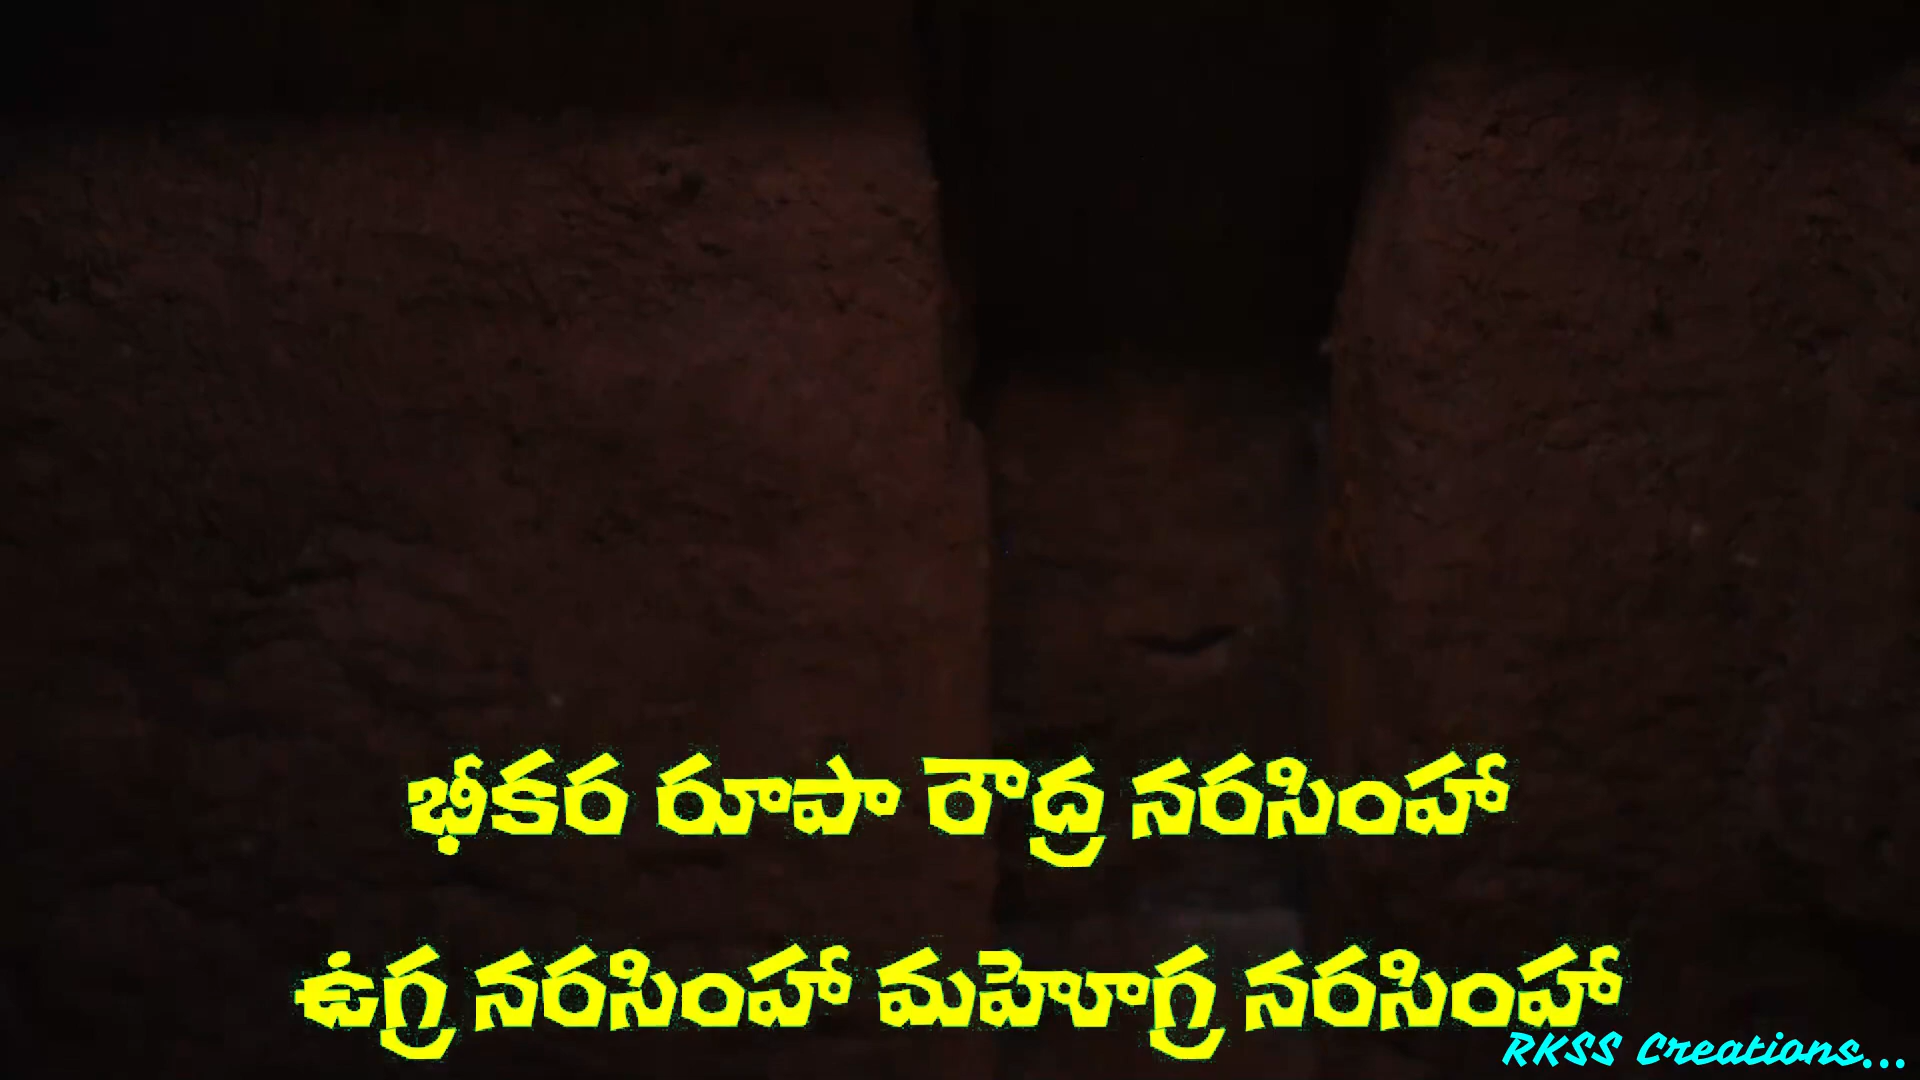 భీకర రూపా రౌద్ర నరసింహా
ఉగ్ర నరసింహా మహోగ్ర నరసింహా
RKSS Creations...